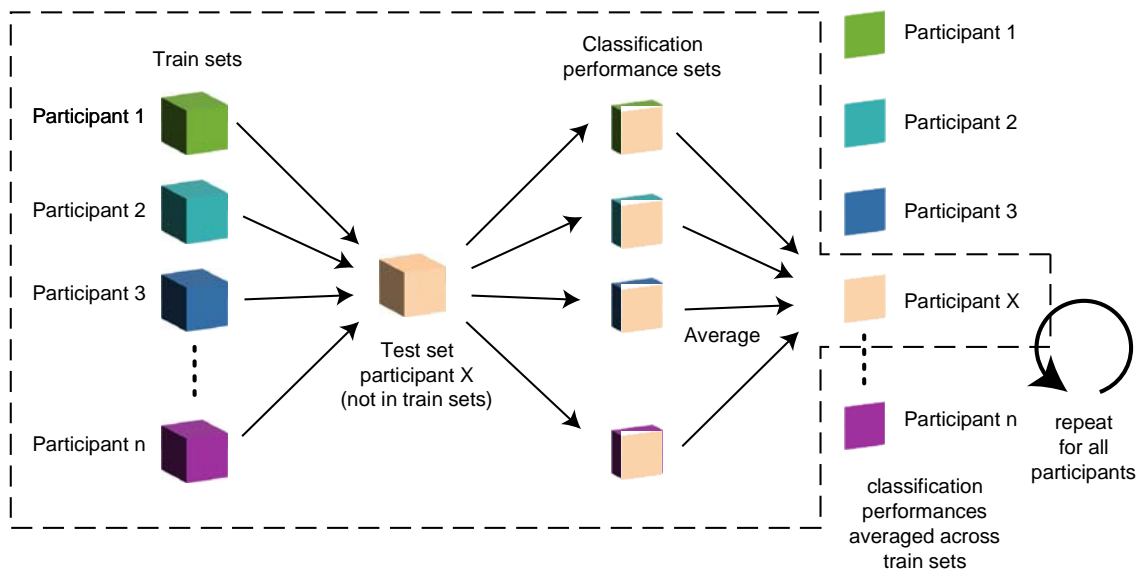 Train sets
Participant 1
Participant 2
Participant 3
Participant n
Test set
participant X
(not in train sets)
Classification
performance sets
Average
Participant 1
Participant 2
Participant 3
Participant X
Participant n
classification
performances
averaged across
train sets
repeat
for all
participants